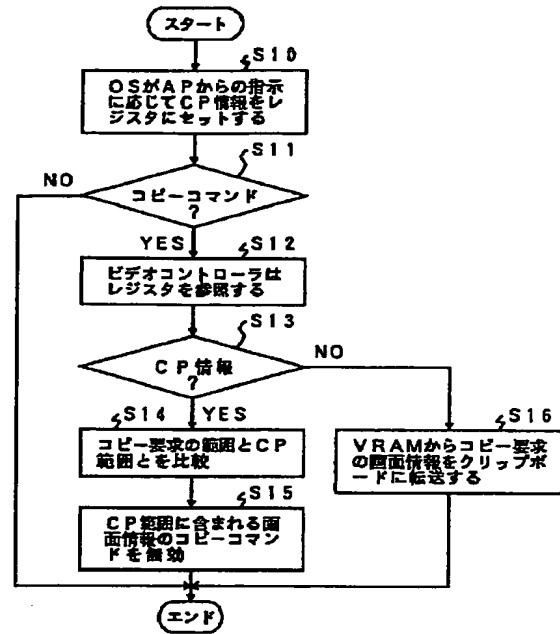 スタート
S10
OSがAPからの指示
に応じてCP情報をレ
ジスタにセットする
S11
NO
コピーコマンド
?
YES
S12
ビデオコントローラは
レジスタを参照する
S13
CP情報
?
NO
S14
YES
コピー要求の範囲とCP
範囲とを比較
S16
VRAMからコピー要求
の画面情報をクリップボ
ードに転送する
S15
CP範囲に含まれる画
面情報のコピーコマン
ドを無効
エンド